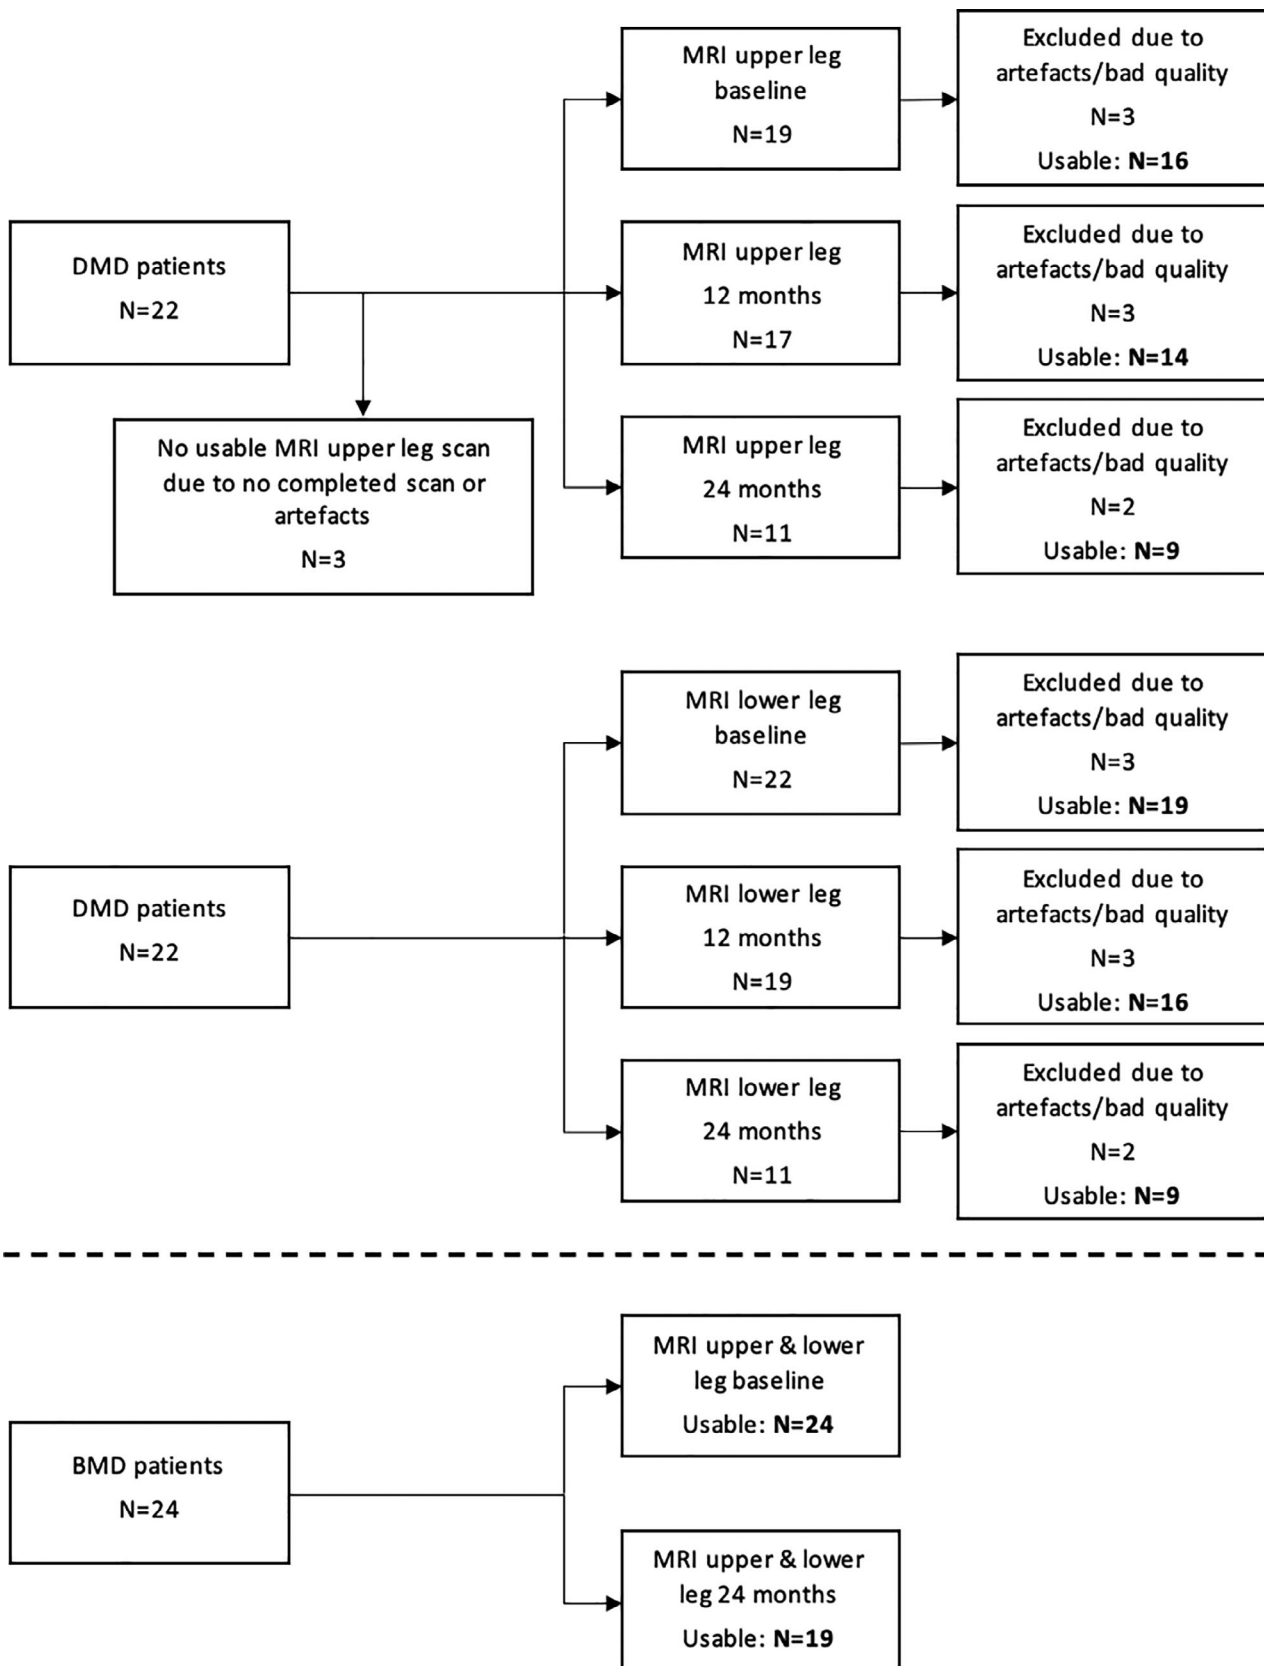 DMD patients
N=22
No usable MRI upper leg scan
due to no completed scan or
artefacts
N=3
MRI upper leg
baseline
N=19
Excluded due to
artefacts/bad quality
N=3
Usable: N=16
MRI upper leg
12 months
N=17
Excluded due to
artefacts/bad quality
N=3
Usable: N=14
MRI upper leg
24 months
N=11
Excluded due to
artefacts/bad quality
N=2
Usable: N=9
DMD patients
N=22
MRI lower leg
baseline
N=22
Excluded due to
artefacts/bad quality
N=3
Usable: N=19
MRI lower leg
12 months
N=19
Excluded due to
artefacts/bad quality
N=3
Usable: N=16
MRI lower leg
24 months
N=11
Excluded due to
artefacts/bad quality
N=2
Usable: N=9
BMD patients
N=24
MRI upper & lower
leg baseline
Usable: N=24
MRI upper & lower
leg 24 months
Usable: N=19